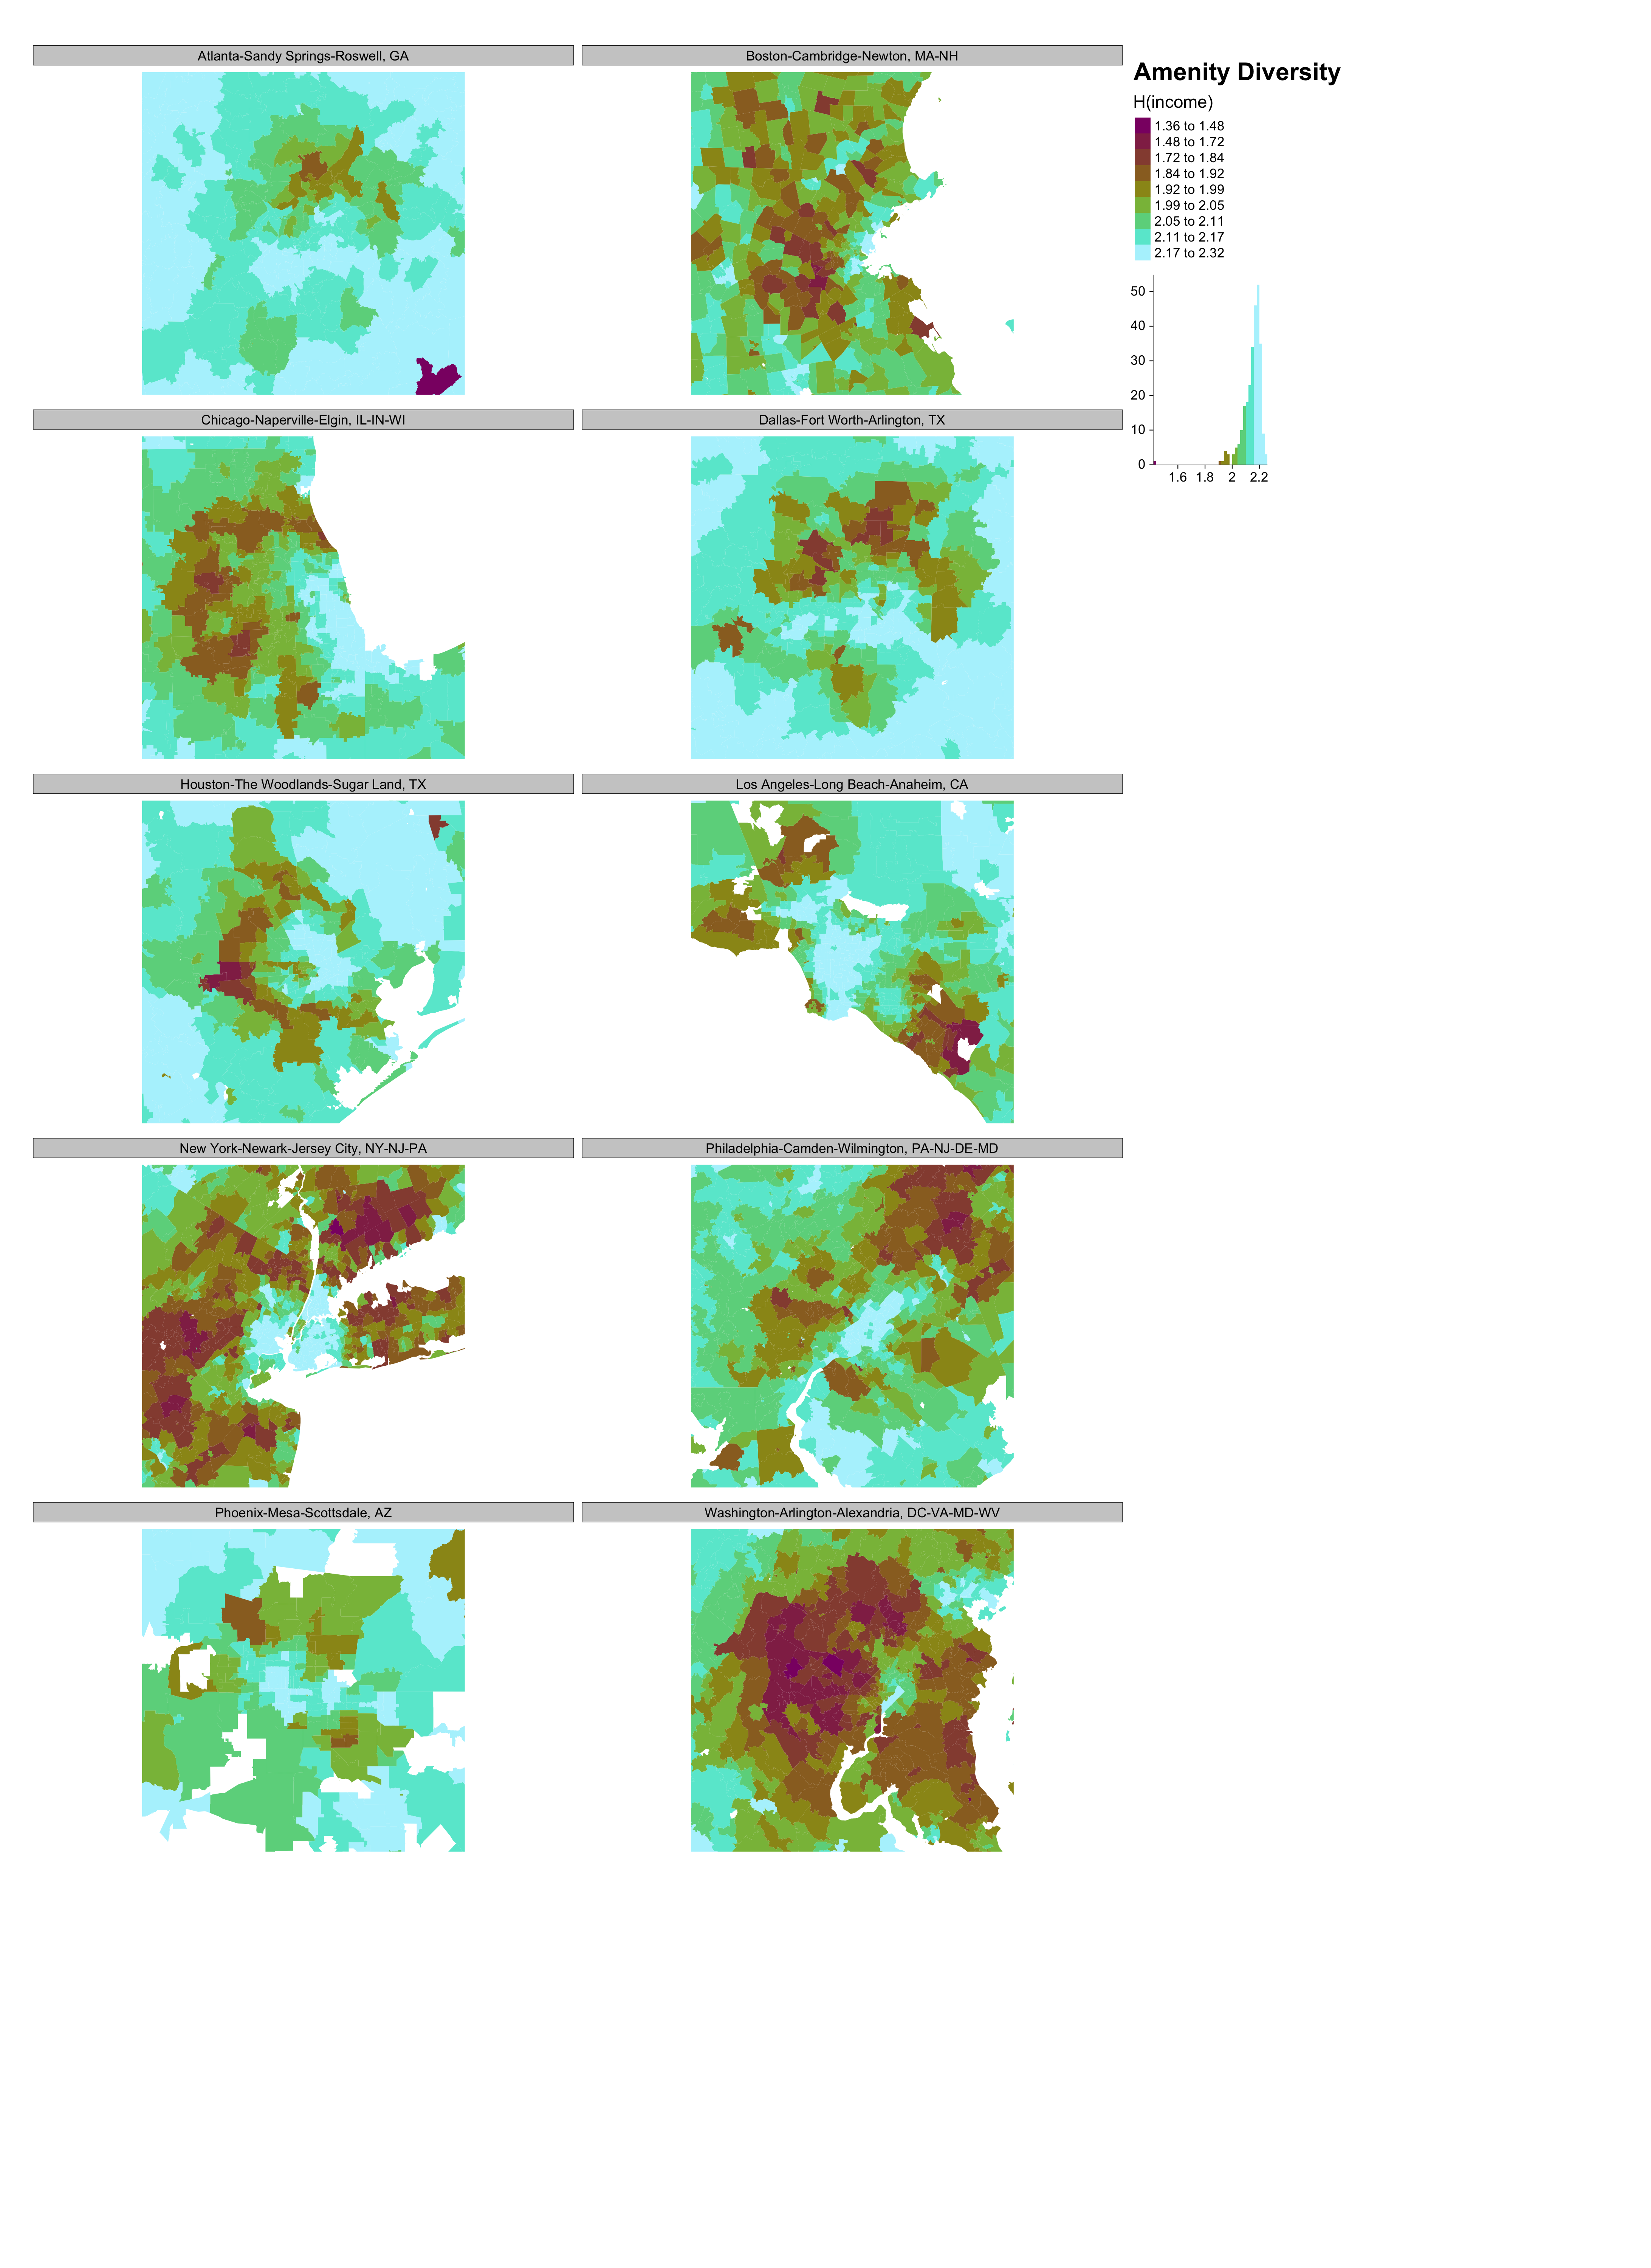 Atlanta-Sandy Springs-Roswell, GA
Boston-Cambridge-Newton, MA-NH
Amenity Diversity
H(income)
1.36 to 1.48
1.48 to 1.72
1.72 to 1.84
1.84 to 1.92
1.92 to 1.99
1.99 to 2.05
2.05 to 2.11
2.11 to 2.17
2.17 to 2.32
50
40
30
20
10
0
1.6 1.8 2 2.2
Chicago-Naperville-Elgin, IL-IN-WI
Dallas-Fort Worth-Arlington, TX
Houston-The Woodlands-Sugar Land, TX
Los Angeles-Long Beach-Anaheim, CA
New York-Newark-Jersey City, NY-NJ-PA
Philadelphia-Camden-Wilmington, PA-NJ-DE-MD
Phoenix-Mesa-Scottsdale, AZ
Washington-Arlington-Alexandria, DC-VA-MD-WV